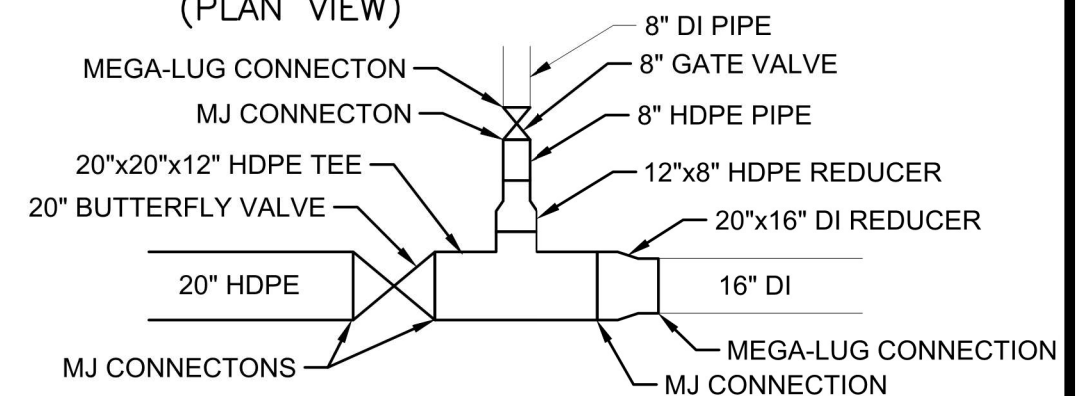 (PLAN VIEW)
8" DI PIPE
MEGA-LUG CONNECTON
8" GATE VALVE
MJ CONNECTON
8" HDPE PIPE
20"x20"x12" HDPE TEE
12"x8" HDPE REDUCER
20" BUTTERFLY VALVE
20"x16" DI REDUCER
20" HDPE
16" DI
MJ CONNECTONS
MEGA-LUG CONNECTION
MJ CONNECTION